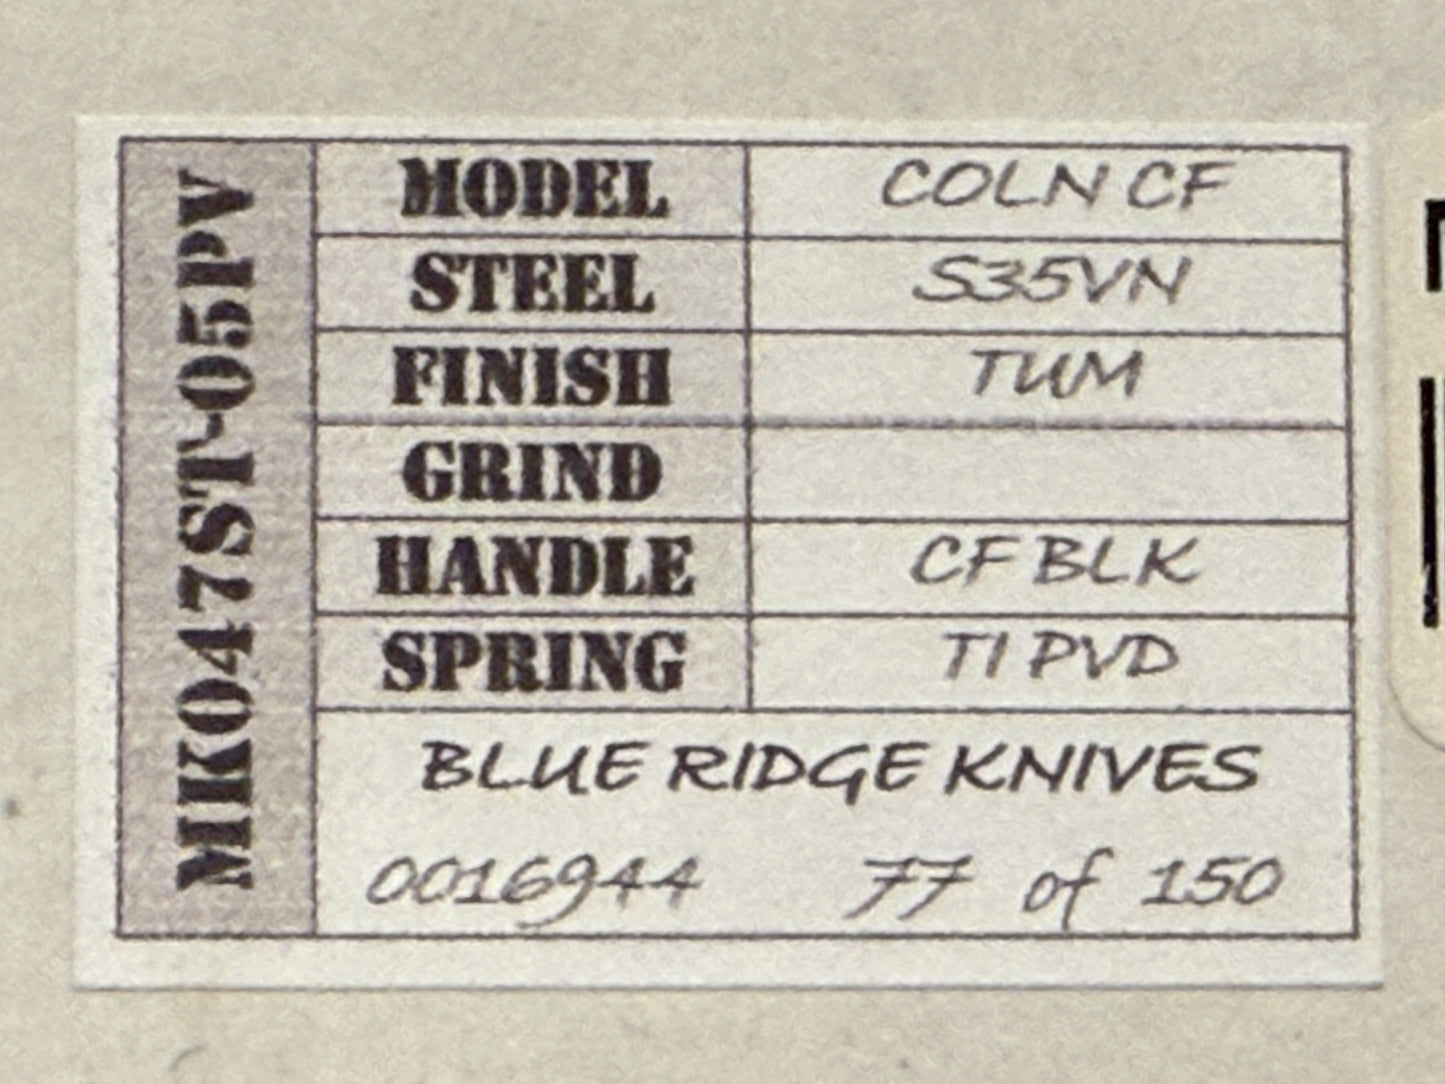 MIK047ST-05PV
MODEL COLN CF
STEEL S35VN
FINISH TUM
GRIND
HANDLE CF BLK
SPRING TI PVD
BLUE RIDGE KNIVES
0016944 77 of 150